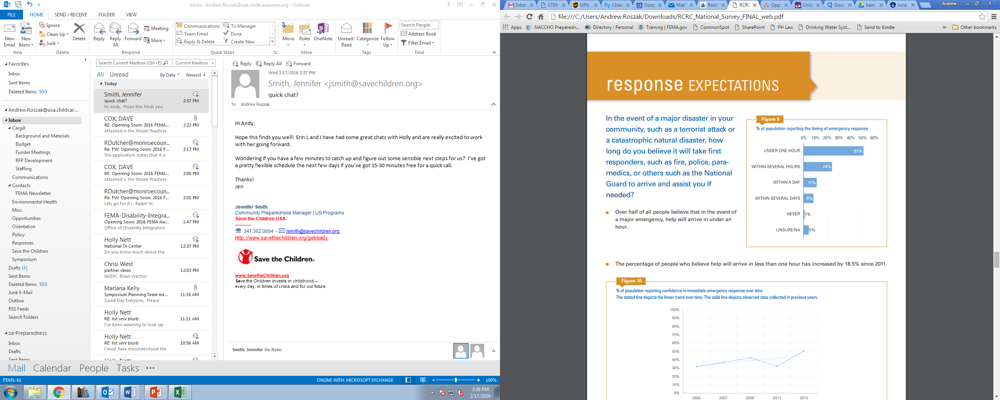 Inbox - Andrew.Roszak@usa.childcareaware.org - Outlook
FILE HOME SEND / RECEIVE FOLDER VIEW
New Email
New Items
New
Ignore
Clean Up
Junk
Delete
Delete
Reply
Reply All
Forward
Meeting
More
Respond
Communications
Team Email
Reply & Delete
To Manager
Done
Create New
Quick Steps
Move
Rules
OneNote
Move
Unread/ Read
Categorize
Follow Up
Tags
Search People
Address Book
Filter Email
Find
Favorites
Inbox
Sent Items
Deleted Items 553
Andrew.Roszak@usa.childcar...
Inbox
Cargill
Background and Materials
Budget
Funder Meetings
RFP Development
Staffing
Communications
Contacts
FEMA Newsletter
Environmental Health
Misc
Opportunities
Orientation
Policy
Responses
Save the Children
Symposium
Drafts [4]
Sent Items
Deleted Items 553
Junk E-Mail
Outbox
RSS Feeds
Search Folders
za-Preparedness
Inbox
Drafts
Sent Items
Search Current Mailbox (Ctrl+E) Current Mailbox
All Unread By Date Newest
Today
Smith, Jennifer
quick chat? 2:37 PM
Hi Andy, Hope this finds you
COX, DAVE
RE: Opening Soon: 2016 FEMA... 2:23 PM
Attached is the Model Practices
RDutcher@monroecoun...
Re: FW: Opening Soon: 2016 F... 2:17 PM
The application states that it is
COX, DAVE
RE: Opening Soon: 2016 FEMA... 2:06 PM
Attached is the Model Practices
RDutcher@monroecoun...
Re: FW: Opening Soon: 2016 F... 2:01 PM
Lets go for it ! Ralph W.
FEMA-Disability-Integra...
Opening Soon: 2016 FEMA Aw... 1:47 PM
Office of Disability Integration
Holly Nett
National TA Center 12:37 PM
Do you know much about the
Chrisi West
partner ideas 12:03 PM
NAEYC Brian Wachur
Marlana Kelly
Symposium Planning Team me... 11:16 AM
Good Day Everyone, Please
Holly Nett
RE: list serv blurb 11:11 AM
I've been meaning to look up
Holly Nett
RE: list serv blurb 10:56 AM
I must have misunderstood the
Holly Nett
Reply Reply All Forward
Wed 2/17/2016 2:37 PM
Smith, Jennifer <jsmith@savechildren.org>
quick chat?
To Andrew Roszak
Hi Andy,
Hope this finds you well! Erin L and I have had some great chats with Holly and are really excited to work
with her going forward.
Wondering if you have a few minutes to catch up and figure out some sensible next steps for us? I've got
a pretty flexible schedule the next few days if you've got 15-30 minutes free for a quick call.
Thanks!
Jen
Jennifer Smith
Community Preparedness Manager | US Programs
Save the Children USA
----------
347.382.0884 - jsmith@savechildren.org
http://www.savethechildren.org/getready
Save the Children.
www.SavetheChildren.org
Save the Children invests in childhood –
every day, in times of crisis and for our future.
Smith, Jennifer No Items
Mail Calendar People Tasks ···
ITEMS: 61 ONLINE WITH: MICROSOFT EXCHANGE 100%
2:39 PM
2/17/2016
Inbo STEM UPS: fly Chea 17 Goog Mail Resili RCRC Oppo Child Goog ham June Andrew
file:///C:/Users/Andrew.Roszak/Downloads/RCRC_National_Survey_FINAL_web.pdf
Apps NACCHO Preparedn... Directory : Personal Training | FEMA.gov CommonSpot SharePoint PH Law Drinking Water Syst... Send to Kindle » Other bookmarks
response EXPECTATIONS
In the event of a major disaster in your
community, such as a terrorist attack or
a catastrophic natural disaster, how
long do you believe it will take first
responders, such as fire, police, para-
medics, or others such as the National
Guard to arrive and assist you if
needed?
Over half of all people believe that in the event of
a major emergency, help will arrive in under an
hour.
Figure 9
% of population reporting the timing of emergency response
0% 10% 20% 30% 40% 50% 60%
UNDER ONE HOUR 51%
WITHIN SEVERAL HOURS 24%
WITHIN A DAY 11%
WITHIN SEVERAL DAYS 8%
NEVER 1%
UNSURE/NA 5%
The percentage of people who believe help will arrive in less than one hour has increased by 18.5% since 2011.
Figure 10
% of population reporting confidence in immediate emergency response over time
The dotted line depicts the linear trend over time. The solid line depicts observed data collected in previous years.
100%
90%
80%
70%
60%
50%
40%
30%
20%
10%
0%
2006 2007 2008 2011 2015